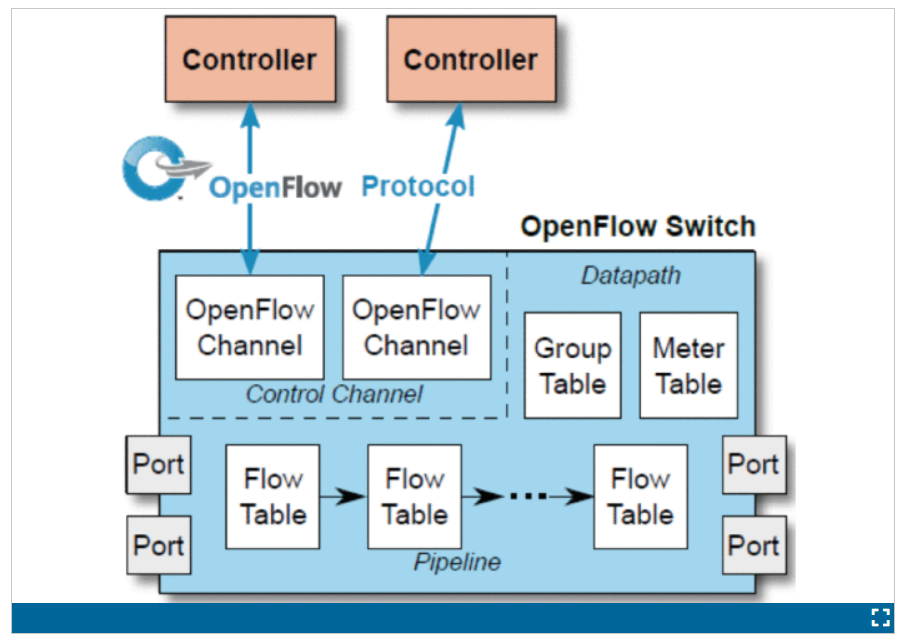 Controller
Controller
OpenFlow
Protocol
OpenFlow Switch
Datapath
OpenFlow
Channel
OpenFlow
Channel
Control Channel
Group
Table
Meter
Table
Port
Port
Flow
Table
Flow
Table
Flow
Table
Port
Port
Pipeline